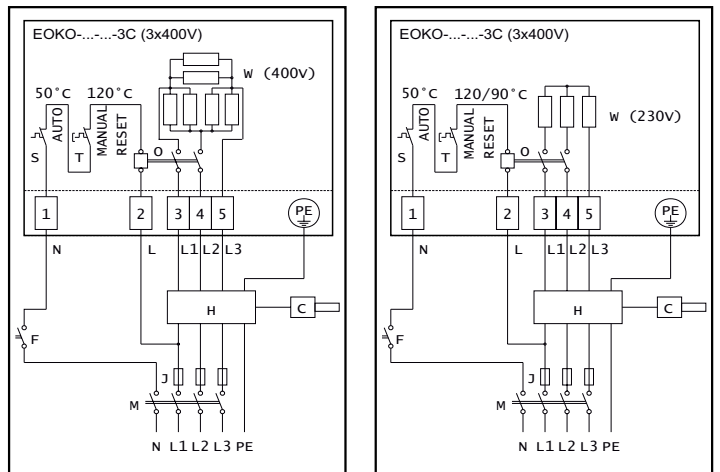 EOKO-...-...-3C (3x400V)
W (400V)
50°C
120°C
AUTO
MANUAL
RESET
S
T
O
1
2
3
4
5
PE
N
L
L1
L2
L3
H
C
F
J
M
N L1 L2 L3 PE
EOKO-...-...-3C (3x400V)
50°C
120/90°C
W (230V)
AUTO
MANUAL
RESET
S
T
O
1
2
3
4
5
PE
N
L
L1
L2
L3
H
C
F
J
M
N L1 L2 L3 PE